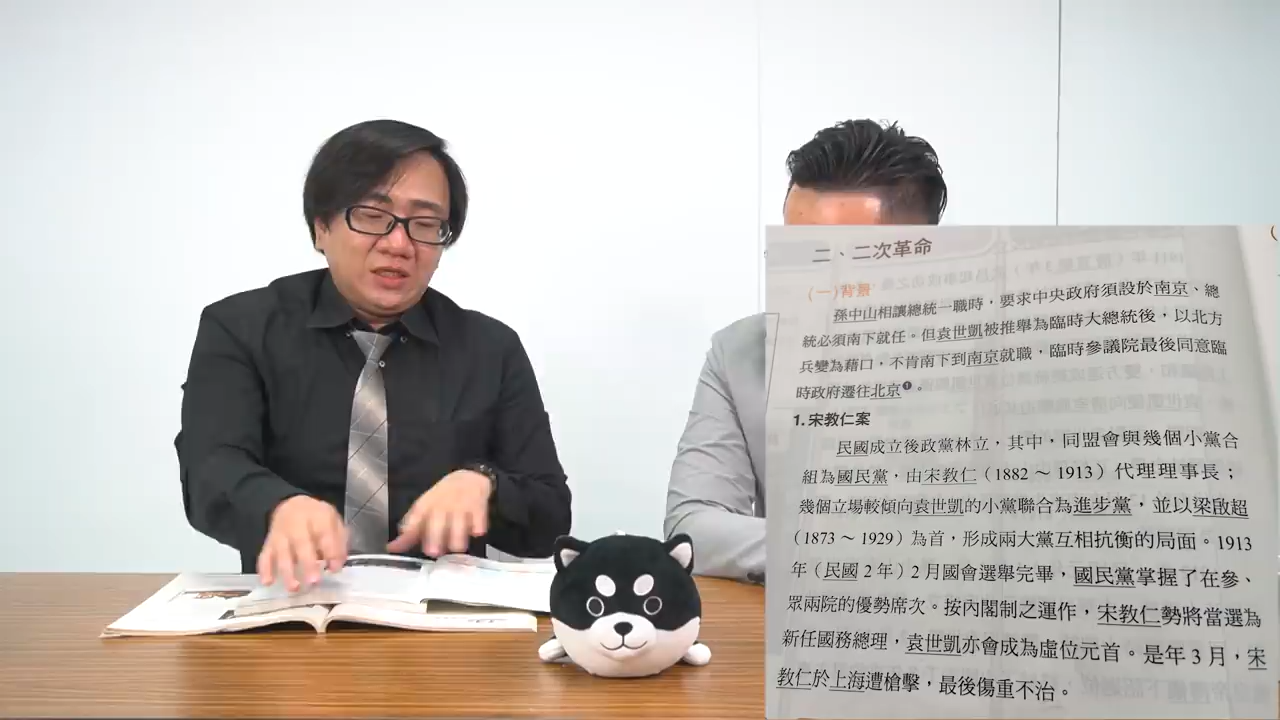 二、二次革命
(一)背景
孫中山相讓總統一職時，要求中央政府須設於南京、總
統必須南下就任。但袁世凱被推舉為臨時大總統後，以北方
兵變為藉口，不肯南下到南京就職，臨時參議院最後同意臨
時政府遷往北京❶。
1. 宋教仁案
民國成立後政黨林立，其中，同盟會與幾個小黨合
組為國民黨，由宋教仁（1882～1913）代理理事長；
幾個立場較傾向袁世凱的小黨聯合為進步黨，並以梁啟超
（1873～1929）為首，形成兩大黨互相抗衡的局面。1913
年（民國2年）2月國會選舉完畢，國民黨掌握了在參、
眾兩院的優勢席次。按內閣制之運作，宋教仁勢將當選為
新任國務總理，袁世凱亦會成為虛位元首。是年3月，宋
教仁於上海遭槍擊，最後傷重不治。